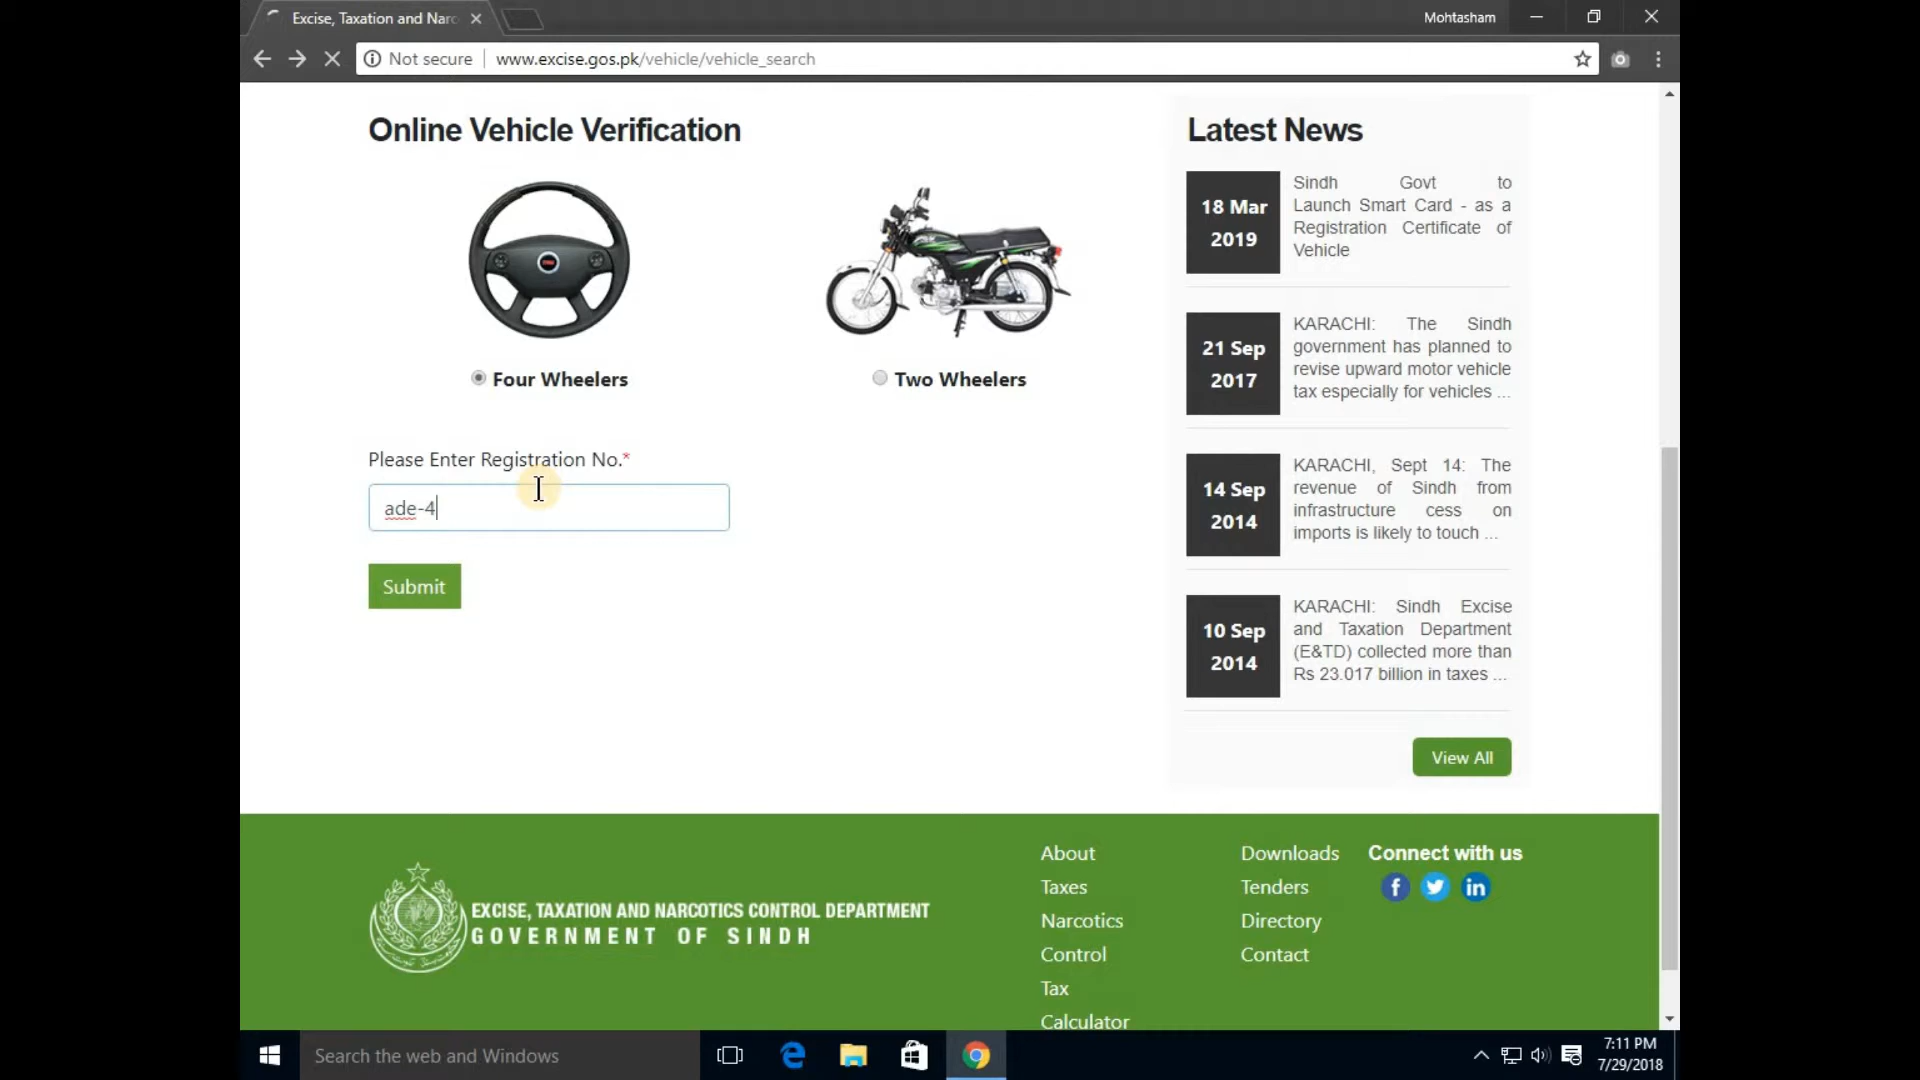 Excise, Taxation and Narc
Mohtasham
Not secure
www.excise.gos.pk/vehicle/vehicle_search
Online Vehicle Verification
Four Wheelers
Two Wheelers
Please Enter Registration No.*
ade-4
Submit
Latest News
18 Mar
2019
Sindh Govt to
Launch Smart Card - as a
Registration Certificate of
Vehicle
21 Sep
2017
KARACHI: The Sindh
government has planned to
revise upward motor vehicle
tax especially for vehicles ...
14 Sep
2014
KARACHI, Sept 14: The
revenue of Sindh from
infrastructure cess on
imports is likely to touch ...
10 Sep
2014
KARACHI: Sindh Excise
and Taxation Department
(E&TD) collected more than
Rs 23.017 billion in taxes ...
View All
EXCISE, TAXATION AND NARCOTICS CONTROL DEPARTMENT
GOVERNMENT OF SINDH
About
Taxes
Narcotics
Control
Tax
Calculator
Downloads
Tenders
Directory
Contact
Connect with us
Search the web and Windows
7:11 PM
7/29/2018